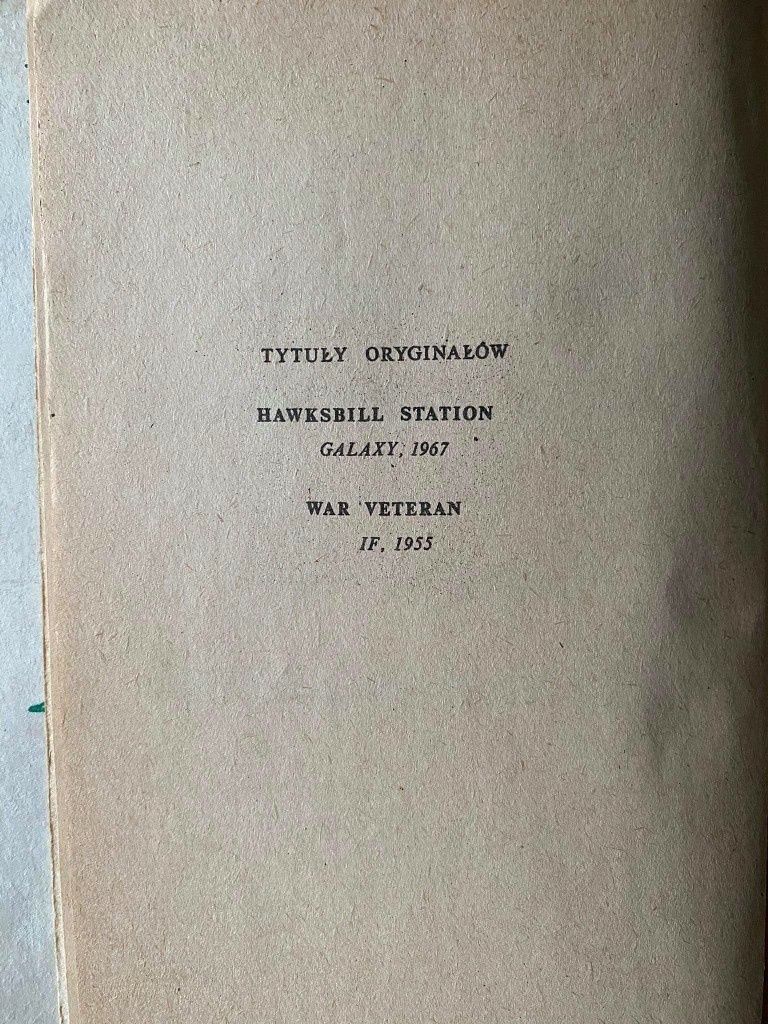 TYTUŁY ORYGINAŁÓW
HAWKSBILL STATION
GALAXY, 1967
WAR VETERAN
IF, 1955